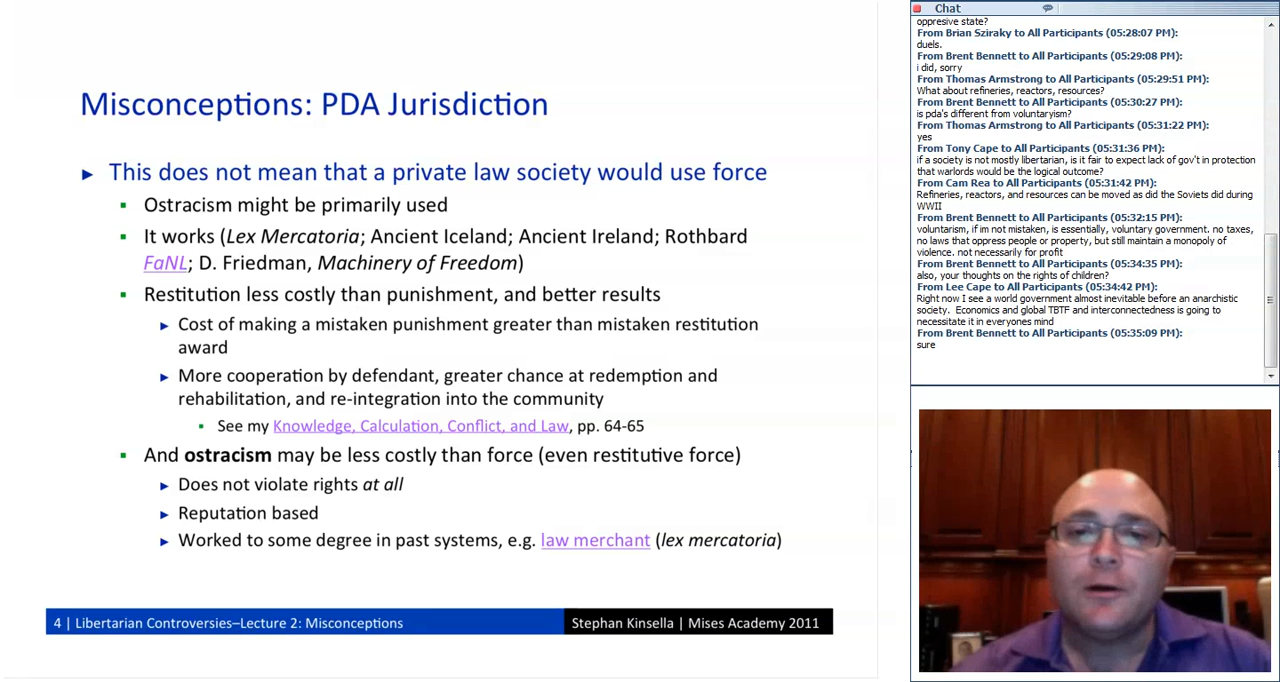 Misconceptions: PDA Jurisdiction
► This does not mean that a private law society would use force
▪ Ostracism might be primarily used
▪ It works (Lex Mercatoria; Ancient Iceland; Ancient Ireland; Rothbard
FaNL; D. Friedman, Machinery of Freedom)
▪ Restitution less costly than punishment, and better results
► Cost of making a mistaken punishment greater than mistaken restitution
award
► More cooperation by defendant, greater chance at redemption and
rehabilitation, and re-integration into the community
▪ See my Knowledge, Calculation, Conflict, and Law, pp. 64-65
▪ And ostracism may be less costly than force (even restitutive force)
► Does not violate rights at all
► Reputation based
► Worked to some degree in past systems, e.g. law merchant (lex mercatoria)
4 | Libertarian Controversies–Lecture 2: Misconceptions
Stephan Kinsella | Mises Academy 2011
Chat
oppresive state?
From Brian Sziraky to All Participants (05:28:07 PM):
duels.
From Brent Bennett to All Participants (05:29:08 PM):
i did, sorry
From Thomas Armstrong to All Participants (05:29:51 PM):
What about refineries, reactors, resources?
From Brent Bennett to All Participants (05:30:27 PM):
is pda's different from voluntaryism?
From Thomas Armstrong to All Participants (05:31:22 PM):
yes
From Tony Cape to All Participants (05:31:36 PM):
if a society is not mostly libertarian, is it fair to expect lack of gov't in protection
that warlords would be the logical outcome?
From Cam Rea to All Participants (05:31:42 PM):
Refineries, reactors, and resources can be moved as did the Soviets did during
WWII
From Brent Bennett to All Participants (05:32:15 PM):
voluntarism, if im not mistaken, is essentially, voluntary government. no taxes,
no laws that oppress people or property, but still maintain a monopoly of
violence. not necessarily for profit
From Brent Bennett to All Participants (05:34:35 PM):
also, your thoughts on the rights of children?
From Lee Cape to All Participants (05:34:42 PM):
Right now I see a world government almost inevitable before an anarchistic
society.  Economics and global TBTF and interconnectedness is going to
necessitate it in everyones mind
From Brent Bennett to All Participants (05:35:09 PM):
sure